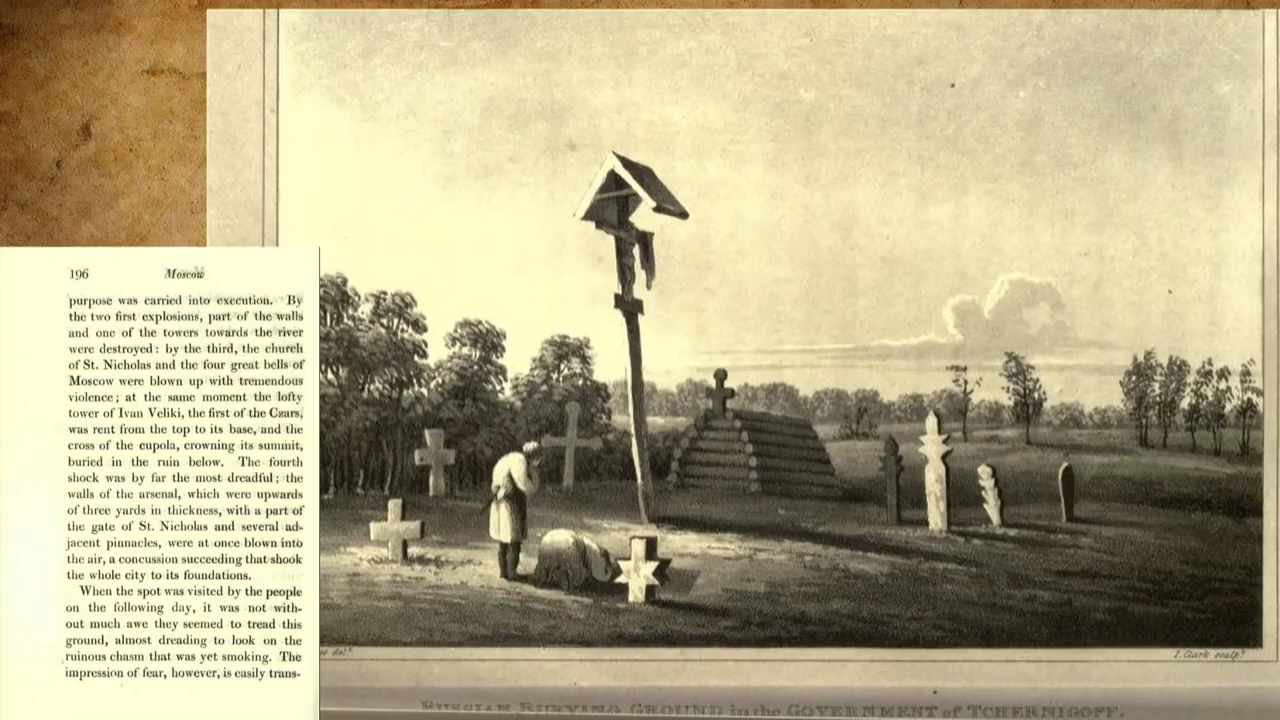 196 Moscow
purpose was carried into execution. By
the two first explosions, part of the walls
and one of the towers towards the river
were destroyed: by the third, the church
of St. Nicholas and the four great bells of
Moscow were blown up with tremendous
violence; at the same moment the lofty
tower of Ivan Veliki, the first of the Czars,
was rent from the top to its base, and the
cross of the cupola, crowning its summit,
buried in the ruin below. The fourth
shock was by far the most dreadful; the
walls of the arsenal, which were upwards
of three yards in thickness, with a part of
the gate of St. Nicholas and several ad-
jacent pinnacles, were at once blown into
the air, a concussion succeeding that shook
the whole city to its foundations.
When the spot was visited by the people
on the following day, it was not with-
out much awe they seemed to tread this
ground, almost dreading to look on the
ruinous chasm that was yet smoking. The
impression of fear, however, is easily trans-
del.t
I. Clark sculp.t
RUSSIAN BURYING GROUND in the GOVERNMENT of TCHERNIGOFF.